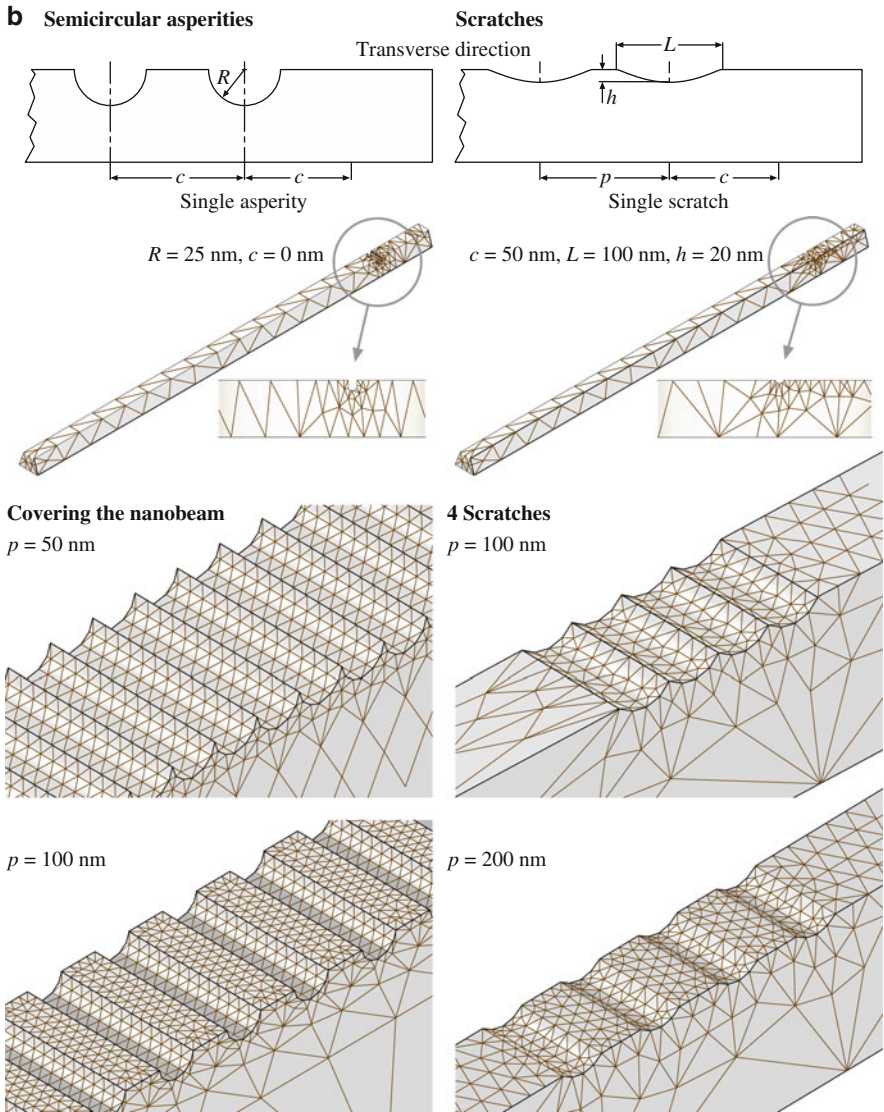 b Semicircular asperities
Scratches
Transverse direction
R
L
h
c
c
p
c
Single asperity
Single scratch
R = 25 nm, c = 0 nm
c = 50 nm, L = 100 nm, h = 20 nm
Covering the nanobeam
4 Scratches
p = 50 nm
p = 100 nm
p = 100 nm
p = 200 nm